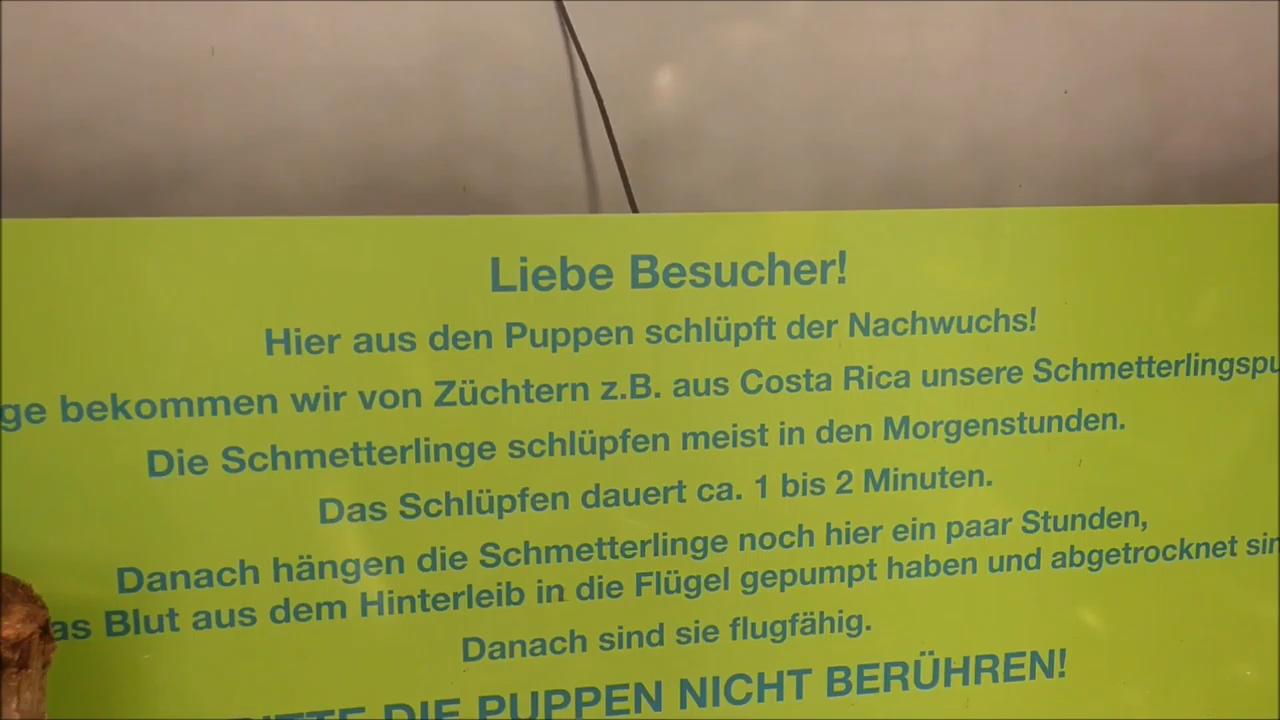 Liebe Besucher!
Hier aus den Puppen schlüpft der Nachwuchs!
bekommen wir von Züchtern z.B. aus Costa Rica unsere
Die Schmetterlinge schlüpfen meist in den Morgenstunden.
Das Schlüpfen dauert ca. 1 bis 2 Minuten.
Danach hängen die Schmetterlinge noch hier ein paar Stunden,
Blut aus dem Hinterleib in die Flügel gepumpt haben und abgetrocknet
Danach sind sie flugfähig.
DIE PUPPEN NICHT BERÜHREN!